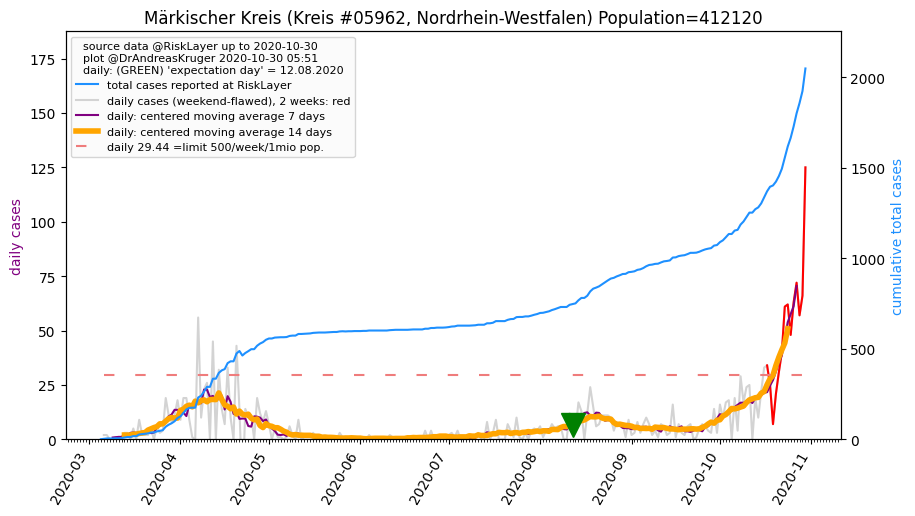 Märkischer Kreis (Kreis #05962, Nordrhein-Westfalen) Population=412120
source data @RiskLayer up to 2020-10-30
plot @DrAndreasKruger 2020-10-30 05:51
daily: (GREEN) 'expectation day' = 12.08.2020
total cases reported at RiskLayer
daily cases (weekend-flawed), 2 weeks: red
daily: centered moving average 7 days
daily: centered moving average 14 days
daily 29.44 =limit 500/week/1mio pop.
daily cases
175
150
125
100
75
50
25
0
2000
1500
1000
500
0
cumulative total cases
2020-03
2020-04
2020-05
2020-06
2020-07
2020-08
2020-09
2020-10
2020-11